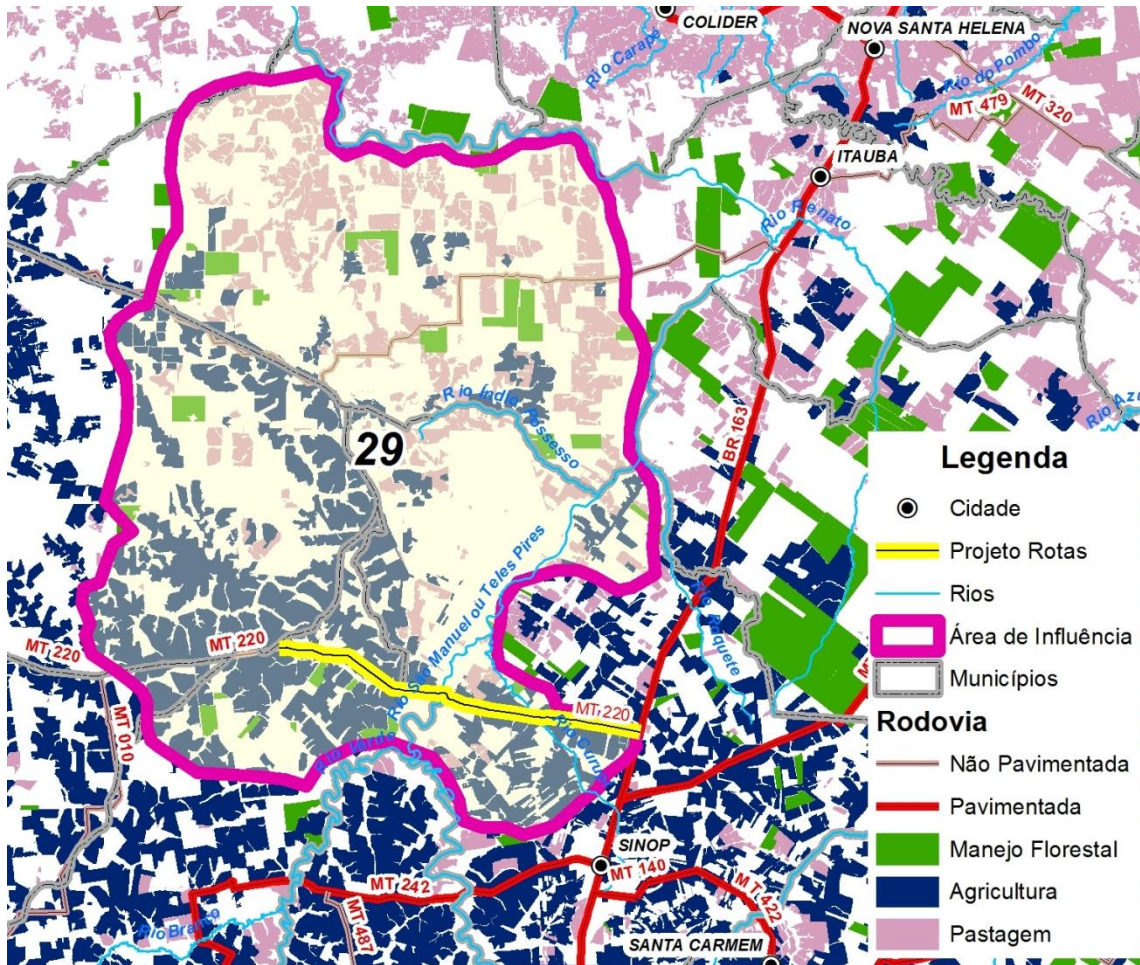 COLIDER
NOVA SANTA HELENA
Rio Carape
Rio do Pombo
MT 479
MT 320
ITAUBA
Rio Renato
Rio Índia Possesso
29
BR 163
Rio Azu
Rio São Manuel ou Teles Pires
MT 220
MT 220
MT 220
MT 010
Rio Verde
SINOP
MT 140
MT 242
MT 422
MT 487
Rio Branco
SANTA CARMEM
Legenda
Cidade
Projeto Rotas
Rios
Área de Influência
Municípios
Rodovia
Não Pavimentada
Pavimentada
Manejo Florestal
Agricultura
Pastagem